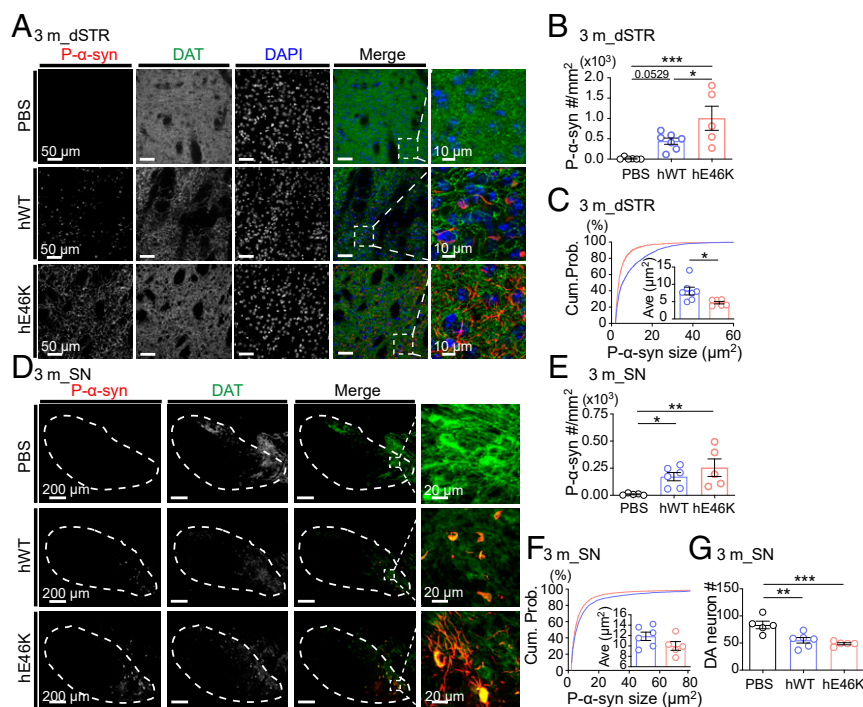 A 3 m_dSTR
P-α-syn DAT DAPI Merge
PBS
50 μm 10 μm
hWT
50 μm 10 μm
hE46K
50 μm 10 μm
B 3 m_dSTR
(x10³)
P-α-syn #/mm²
***
0.0529 *
2.0
1.5
1.0
0.5
0.0
PBS hWT hE46K
C 3 m_dSTR
(%)
Cum.Prob.
100
80
60
40
20
0
Ave (μm²)
15
10
5
0
*
0 20 40 60
P-α-syn size (μm²)
D 3 m_SN
P-α-syn DAT Merge
PBS
200 μm 20 μm
hWT
200 μm 20 μm
hE46K
200 μm 20 μm
E 3 m_SN
(x10³)
P-α-syn #/mm²
**
*
0.75
0.50
0.25
0.00
PBS hWT hE46K
F 3 m_SN
(%)
Cum. Prob.
100
80
60
40
20
0
Ave (μm²)
16
14
12
10
8
6
0 20 40 60 80
P-α-syn size (μm²)
G 3 m_SN
DA neuron #
***
**
150
100
50
0
PBS hWT hE46K